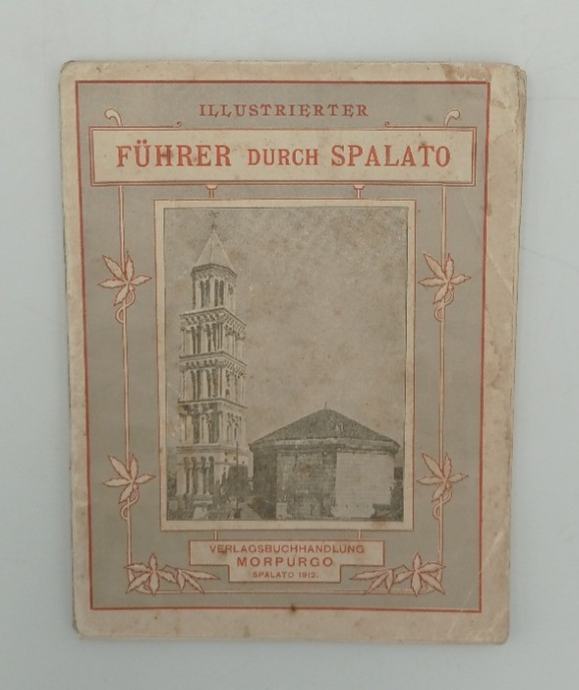 ILLUSTRIERTER
FÜHRER DURCH SPALATO
VERLAGSBUCHHANDLUNG
MORPURGO
SPALATO 1912.